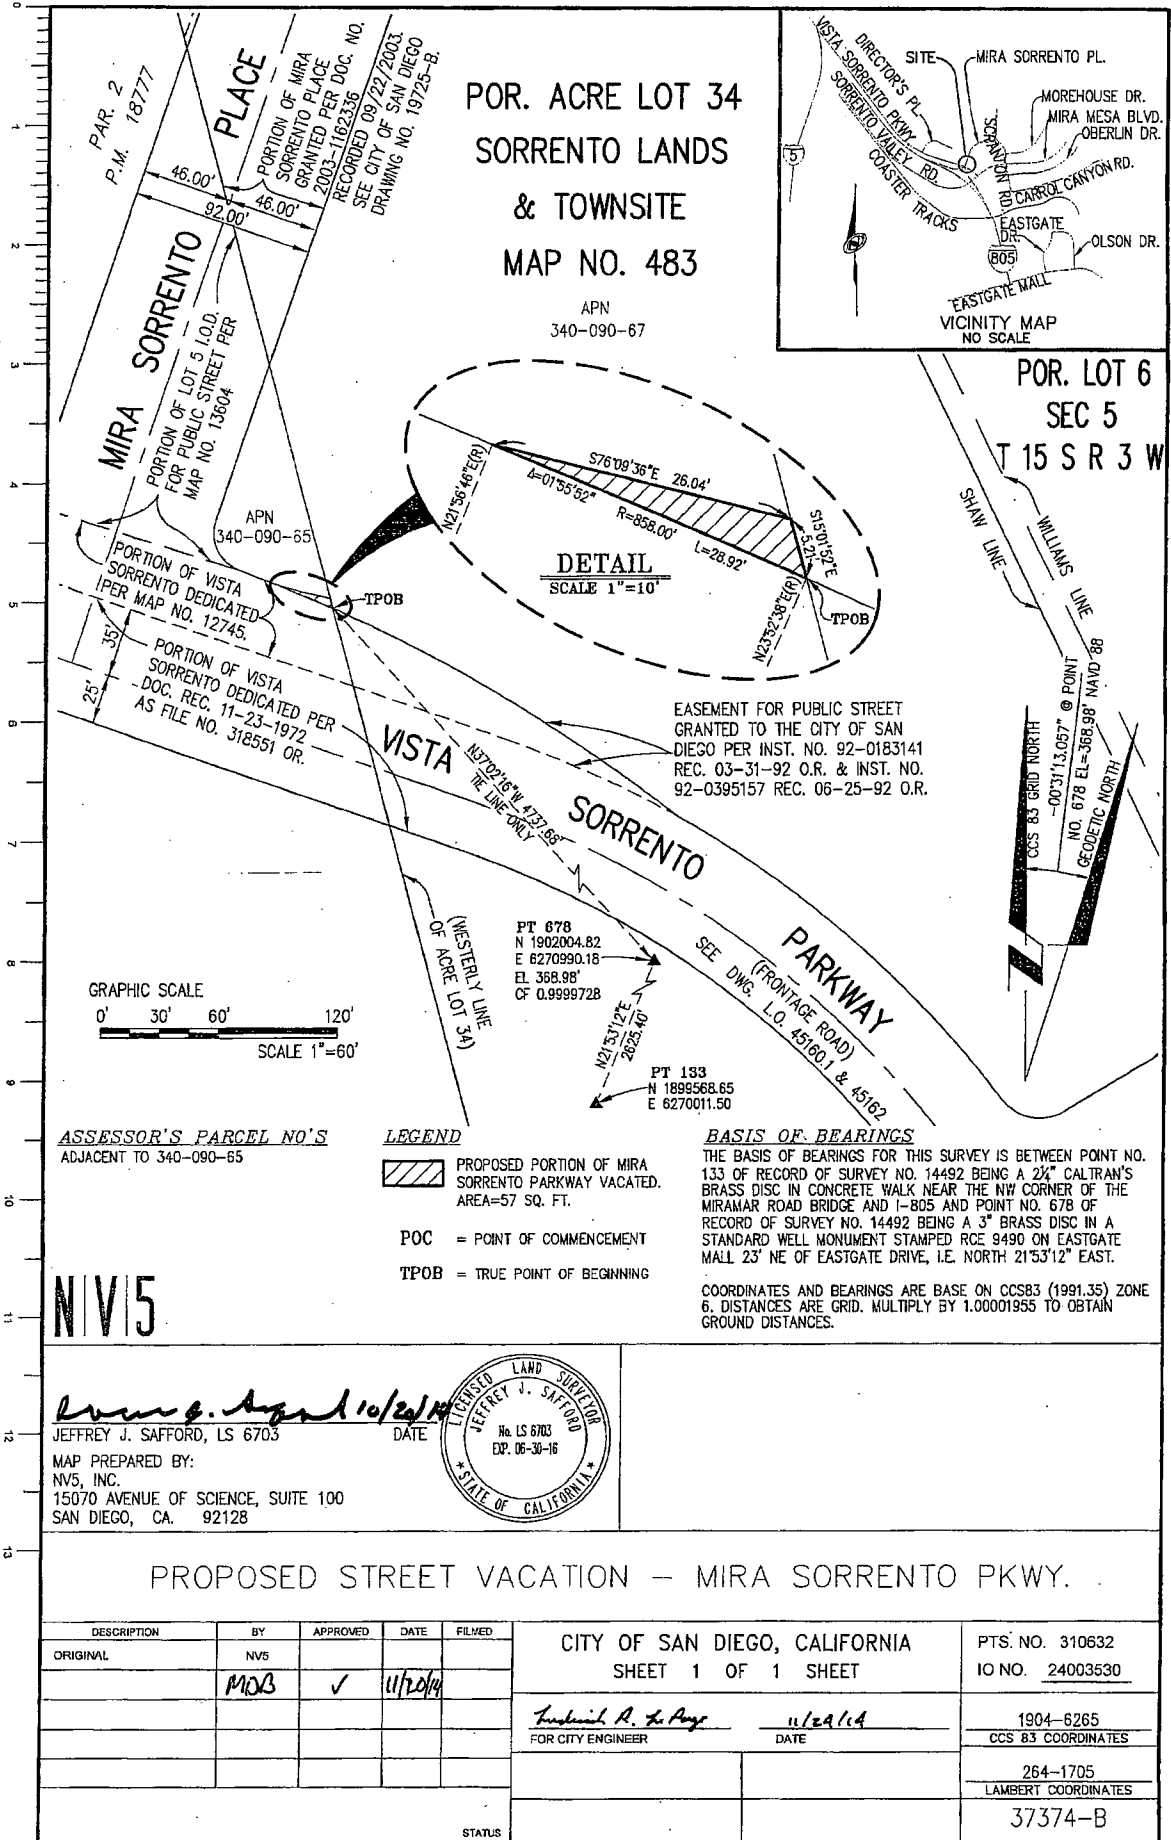 PAR. 2
P.M. 18777
PLACE
PORTION OF MIRA
SORRENTO PLACE
GRANTED PER DOC. NO.
2003-1162336
RECORDED 09/22/2003.
SEE CITY OF SAN DIEGO
DRAWING NO. 19725-B.
46.00'
46.00'
92.00'
MIRA SORRENTO
PORTION OF LOT 5 I.O.D.
FOR PUBLIC STREET PER
MAP NO. 13604
POR. ACRE LOT 34
SORRENTO LANDS
& TOWNSITE
MAP NO. 483
APN
340-090-67
DIRECTOR'S PL.
VISTA SORRENTO PKWY
SORRENTO VALLEY RD.
COASTER TRACKS
SITE
MIRA SORRENTO PL.
MOREHOUSE DR.
MIRA MESA BLVD.
OBERLIN DR.
SCRANTON RD
CARROL CANYON RD.
EASTGATE
DR.
OLSON DR.
5
805
EASTGATE MALL
VICINITY MAP
NO SCALE
POR. LOT 6
SEC 5
T 15 S R 3 W
SHAW LINE
WILLIAMS LINE
N21°56'46"E(R)
S76°09'36"E 26.04'
Δ=01°55'52"
R=858.00'
L=28.92'
S15°01'52"E
5.21'
N23°52'38"E(R)
TPOB
DETAIL
SCALE 1"=10'
APN
340-090-65
TPOB
PORTION OF VISTA
SORRENTO DEDICATED
PER MAP NO. 12745.
35'
25'
PORTION OF VISTA
SORRENTO DEDICATED PER
DOC. REC. 11-23-1972
AS FILE NO. 318551 OR.
VISTA SORRENTO PARKWAY
N37°02'16"W 4737.68'
TIE LINE ONLY
EASEMENT FOR PUBLIC STREET
GRANTED TO THE CITY OF SAN
DIEGO PER INST. NO. 92-0183141
REC. 03-31-92 O.R. & INST. NO.
92-0395157 REC. 06-25-92 O.R.
CCS 83 GRID NORTH
-00°31'13.057" @ POINT
NO. 678 EL=368.98' NAVD '88
GEODETIC NORTH
(WESTERLY LINE
OF ACRE LOT 34)
PT 678
N 1902004.82
E 6270990.18
EL 368.98'
CF 0.9999728
N21°53'12"E
2625.40'
PT 133
N 1899568.65
E 6270011.50
(FRONTAGE ROAD)
SEE DWG. L.O. 45160.1 & 45162
GRAPHIC SCALE
0' 30' 60' 120'
SCALE 1"=60'
ASSESSOR'S PARCEL NO'S
ADJACENT TO 340-090-65
LEGEND
PROPOSED PORTION OF MIRA
SORRENTO PARKWAY VACATED.
AREA=57 SQ. FT.
POC = POINT OF COMMENCEMENT
TPOB = TRUE POINT OF BEGINNING
BASIS OF BEARINGS
THE BASIS OF BEARINGS FOR THIS SURVEY IS BETWEEN POINT NO.
133 OF RECORD OF SURVEY NO. 14492 BEING A 2¼" CALTRAN'S
BRASS DISC IN CONCRETE WALK NEAR THE NW CORNER OF THE
MIRAMAR ROAD BRIDGE AND I-805 AND POINT NO. 678 OF
RECORD OF SURVEY NO. 14492 BEING A 3" BRASS DISC IN A
STANDARD WELL MONUMENT STAMPED RCE 9490 ON EASTGATE
MALL 23' NE OF EASTGATE DRIVE, I.E. NORTH 21°53'12" EAST.
COORDINATES AND BEARINGS ARE BASE ON CCS83 (1991.35) ZONE
6. DISTANCES ARE GRID. MULTIPLY BY 1.00001955 TO OBTAIN
GROUND DISTANCES.
N|V|5
10/20/14
JEFFREY J. SAFFORD, LS 6703 DATE
MAP PREPARED BY:
NV5, INC.
15070 AVENUE OF SCIENCE, SUITE 100
SAN DIEGO, CA. 92128
LICENSED LAND SURVEYOR
JEFFREY J. SAFFORD
No. LS 6703
EXP. 06-30-16
STATE OF CALIFORNIA
PROPOSED STREET VACATION - MIRA SORRENTO PKWY.
DESCRIPTION BY APPROVED DATE FILMED
ORIGINAL NV5
MDB ✓ 11/20/14
STATUS
CITY OF SAN DIEGO, CALIFORNIA
SHEET 1 OF 1 SHEET
11/24/14
FOR CITY ENGINEER DATE
PTS. NO. 310632
IO NO. 24003530
1904-6265
CCS 83 COORDINATES
264-1705
LAMBERT COORDINATES
37374-B
0
1
2
3
4
5
6
7
8
9
10
11
12
13